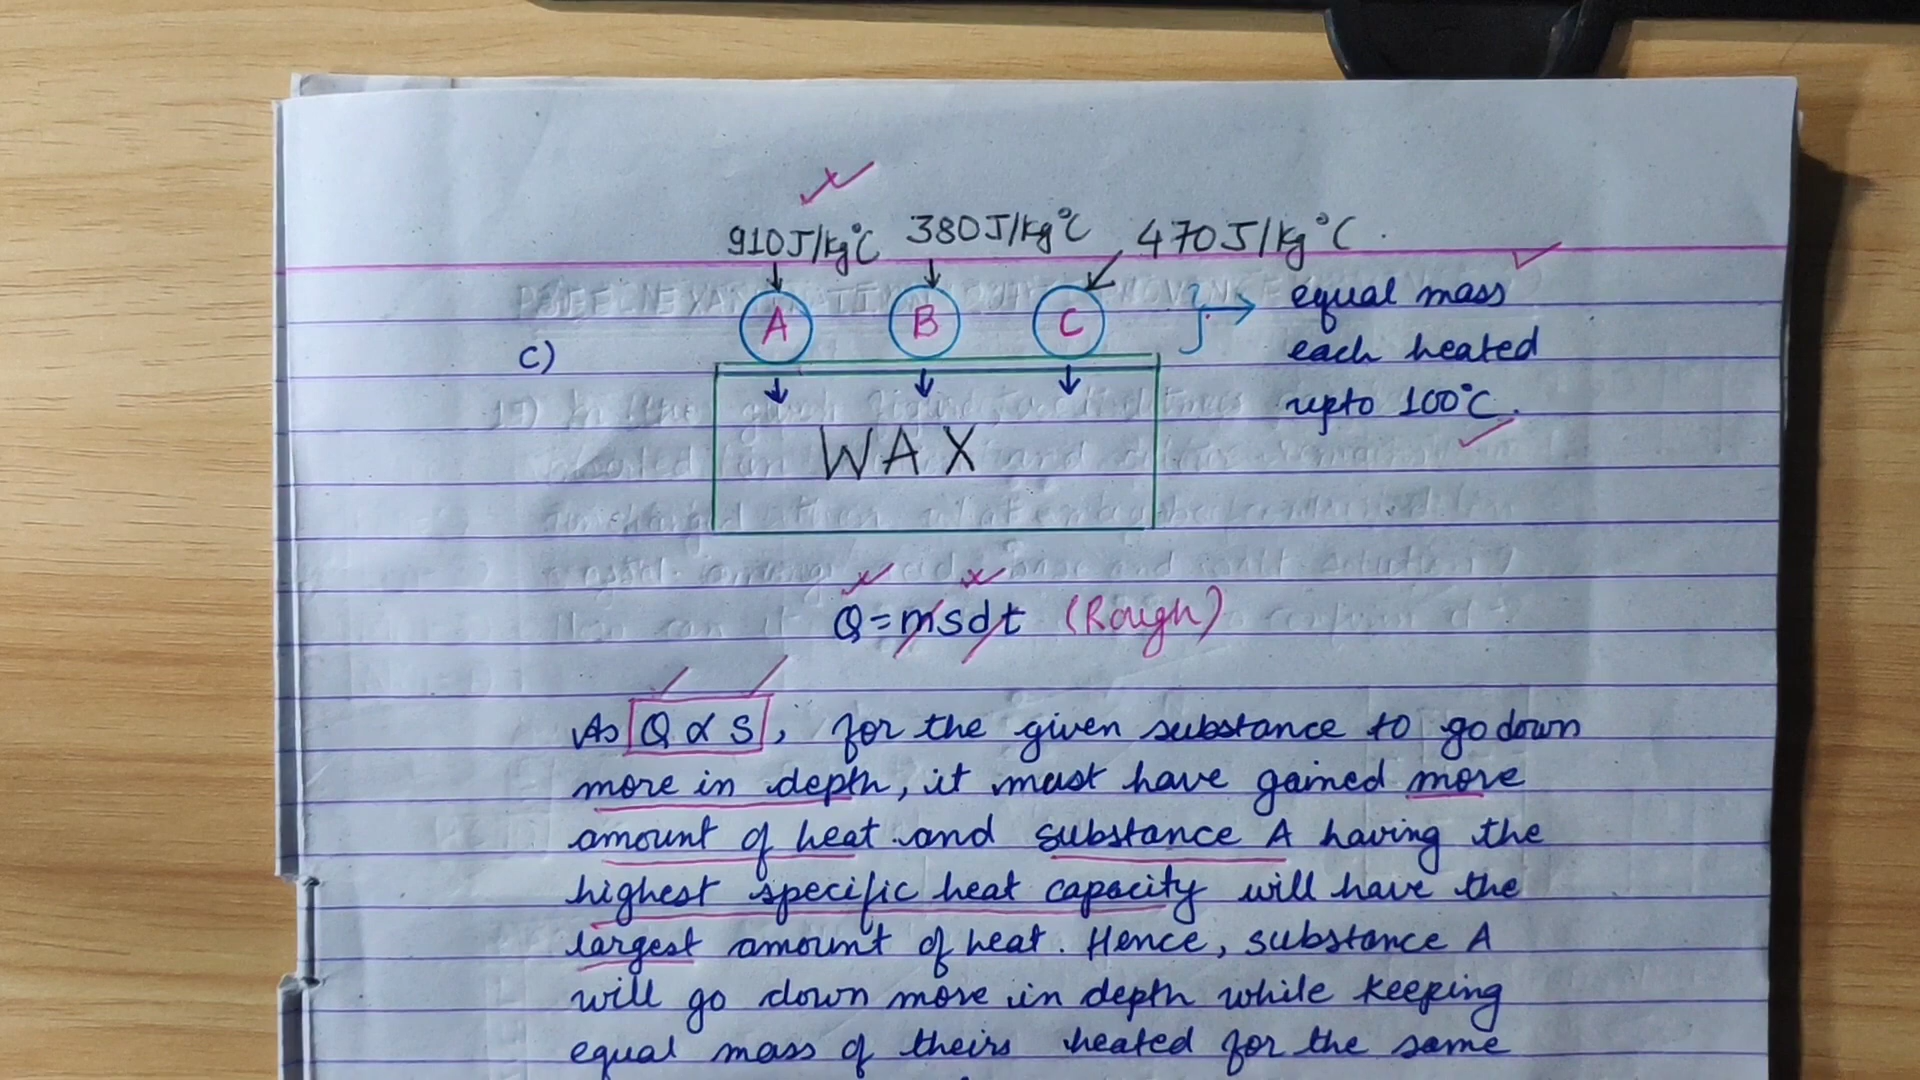 910J/kg°C 380J/kg°C 470J/kg°C.
A B C
equal mass
each heated
upto 100°C.
c)
WAX
Q=msdt (Rough)
As Q α S, for the given substance to go down
more in depth, it must have gained more
amount of heat and substance A having the
highest specific heat capacity will have the
largest amount of heat. Hence, substance A
will go down more in depth while keeping
equal mass of theirs heated for the same